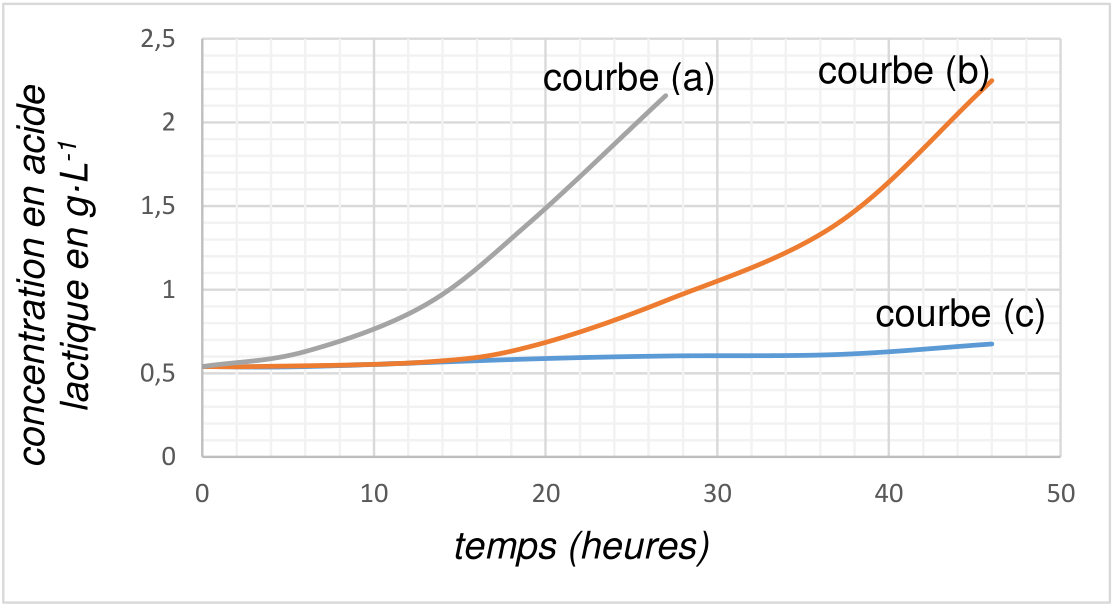 concentration en acide
lactique en g·L⁻¹
2,5
2
1,5
1
0,5
0
courbe (a)
courbe (b)
courbe (c)
0 10 20 30 40 50
temps (heures)